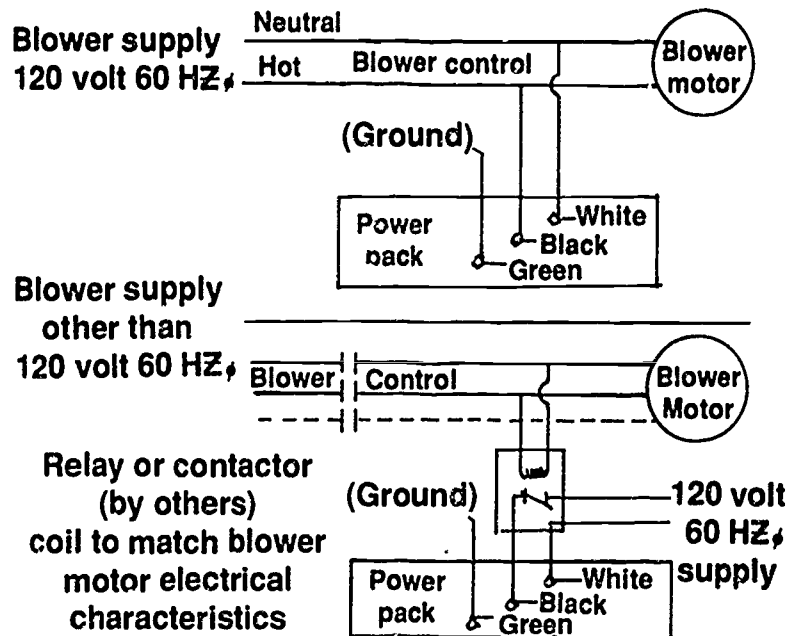 Neutral
Blower supply
120 volt 60 HZ⌀
Hot
Blower control
Blower
motor
(Ground)
Power
pack
White
Black
Green
Blower supply
other than
120 volt 60 HZ⌀
Blower Control
Blower
Motor
Relay or contactor
(by others)
coil to match blower
motor electrical
characteristics
(Ground)
120 volt
60 HZ⌀
supply
Power
pack
White
Black
Green